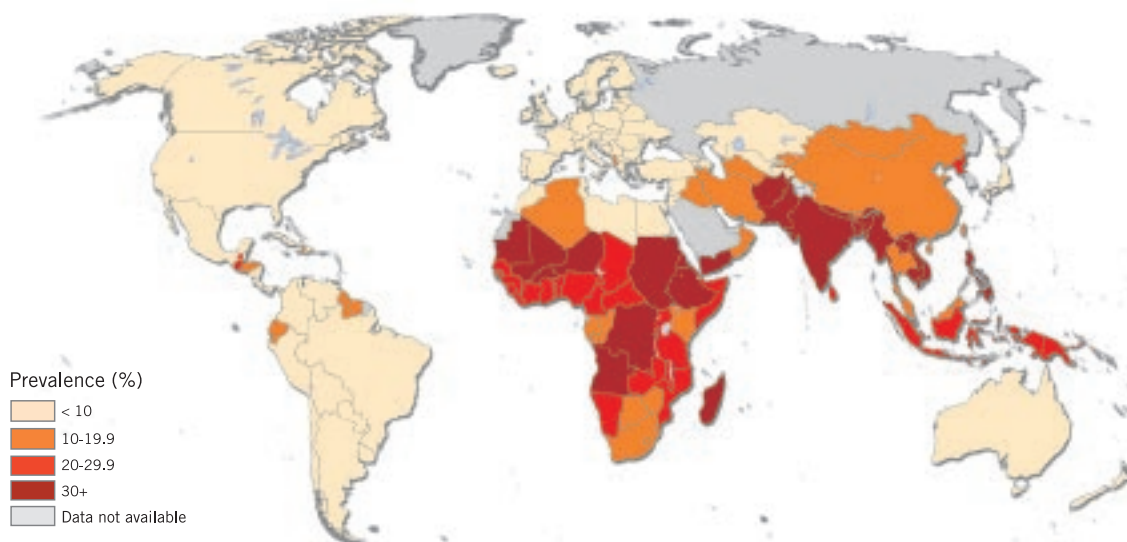 Prevalence (%)
< 10
10-19.9
20-29.9
30+
Data not available